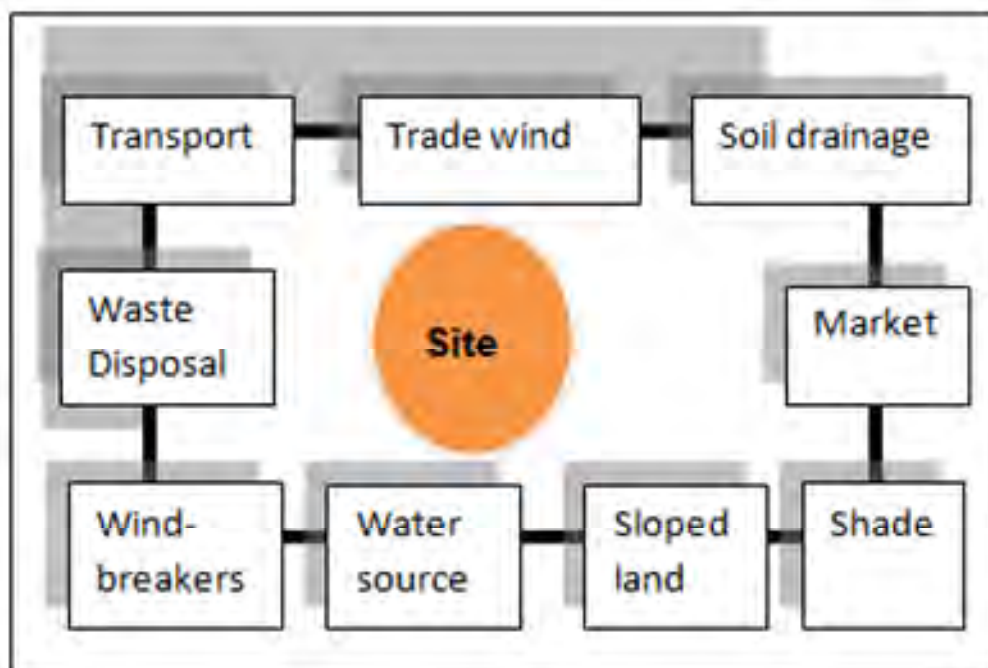 Transport
Trade wind
Soil drainage
Waste
Disposal
Site
Market
Wind-
breakers
Water
source
Sloped
land
Shade